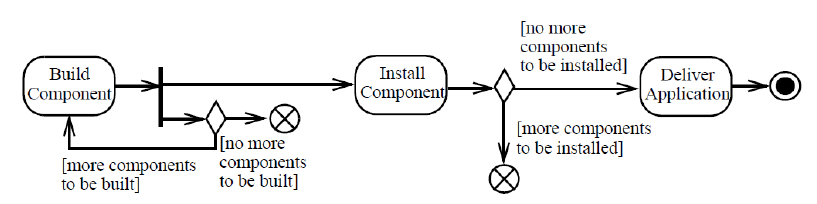 Build
Component
[more components
to be built]
[no more
components
to be built]
Install
Component
[no more
components
to be installed]
[more components
to be installed]
Deliver
Application